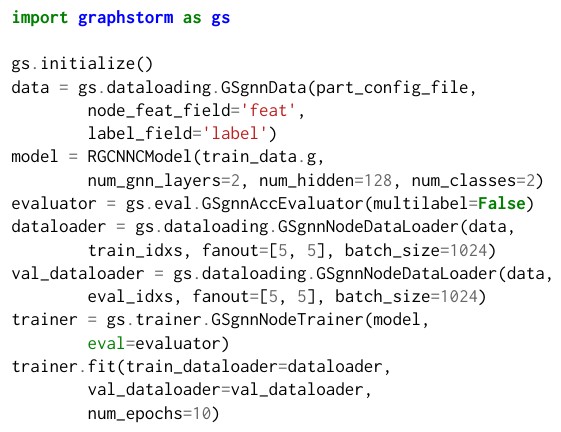 import graphstorm as gs

gs.initialize()
data = gs.dataloading.GSgnnData(part_config_file,
        node_feat_field='feat',
        label_field='label')
model = RGCNNCModel(train_data.g,
        num_gnn_layers=2, num_hidden=128, num_classes=2)
evaluator = gs.eval.GSgnnAccEvaluator(multilabel=False)
dataloader = gs.dataloading.GSgnnNodeDataLoader(data,
        train_idxs, fanout=[5, 5], batch_size=1024)
val_dataloader = gs.dataloading.GSgnnNodeDataLoader(data,
        eval_idxs, fanout=[5, 5], batch_size=1024)
trainer = gs.trainer.GSgnnNodeTrainer(model,
        eval=evaluator)
trainer.fit(train_dataloader=dataloader,
        val_dataloader=val_dataloader,
        num_epochs=10)